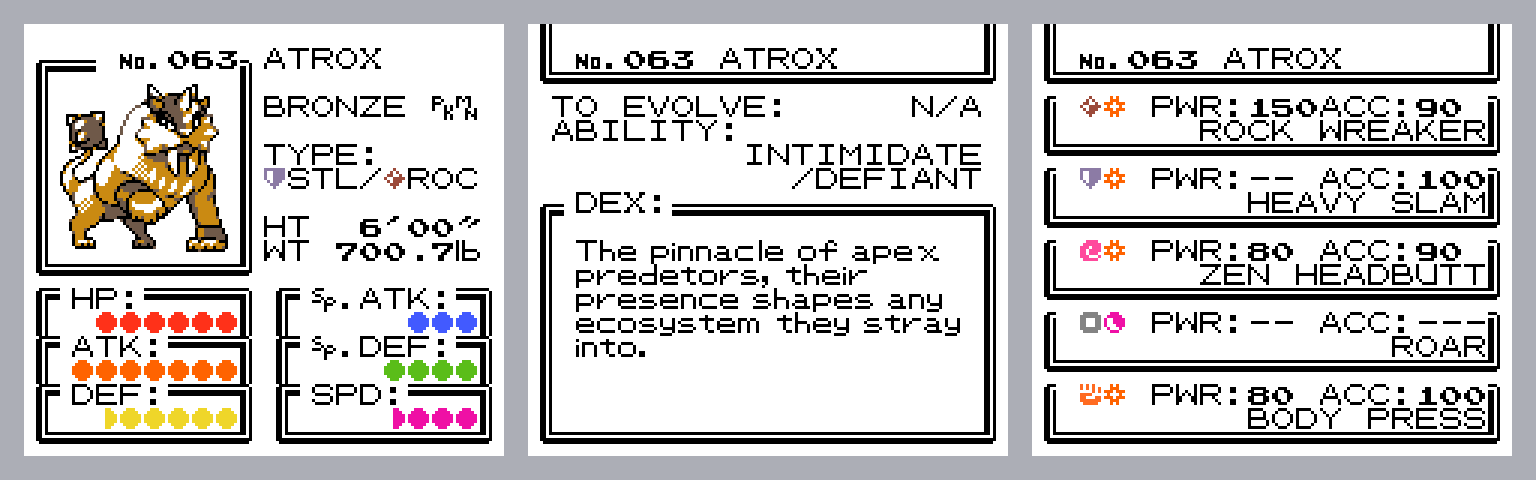 No.063 ATROX
BRONZE PKMN
TYPE:
STL/ROC
HT 6'00"
WT 700.7lb
HP:
ATK:
DEF:
Sp.ATK:
Sp.DEF:
SPD:
No.063 ATROX
TO EVOLVE: N/A
ABILITY:
INTIMIDATE
/DEFIANT
DEX:
The pinnacle of apex
predetors, their
presence shapes any
ecosystem they stray
into.
No.063 ATROX
PWR:150ACC:90
ROCK WREAKER
PWR:-- ACC:100
HEAVY SLAM
PWR:80 ACC:90
ZEN HEADBUTT
PWR:-- ACC:---
ROAR
PWR:80 ACC:100
BODY PRESS